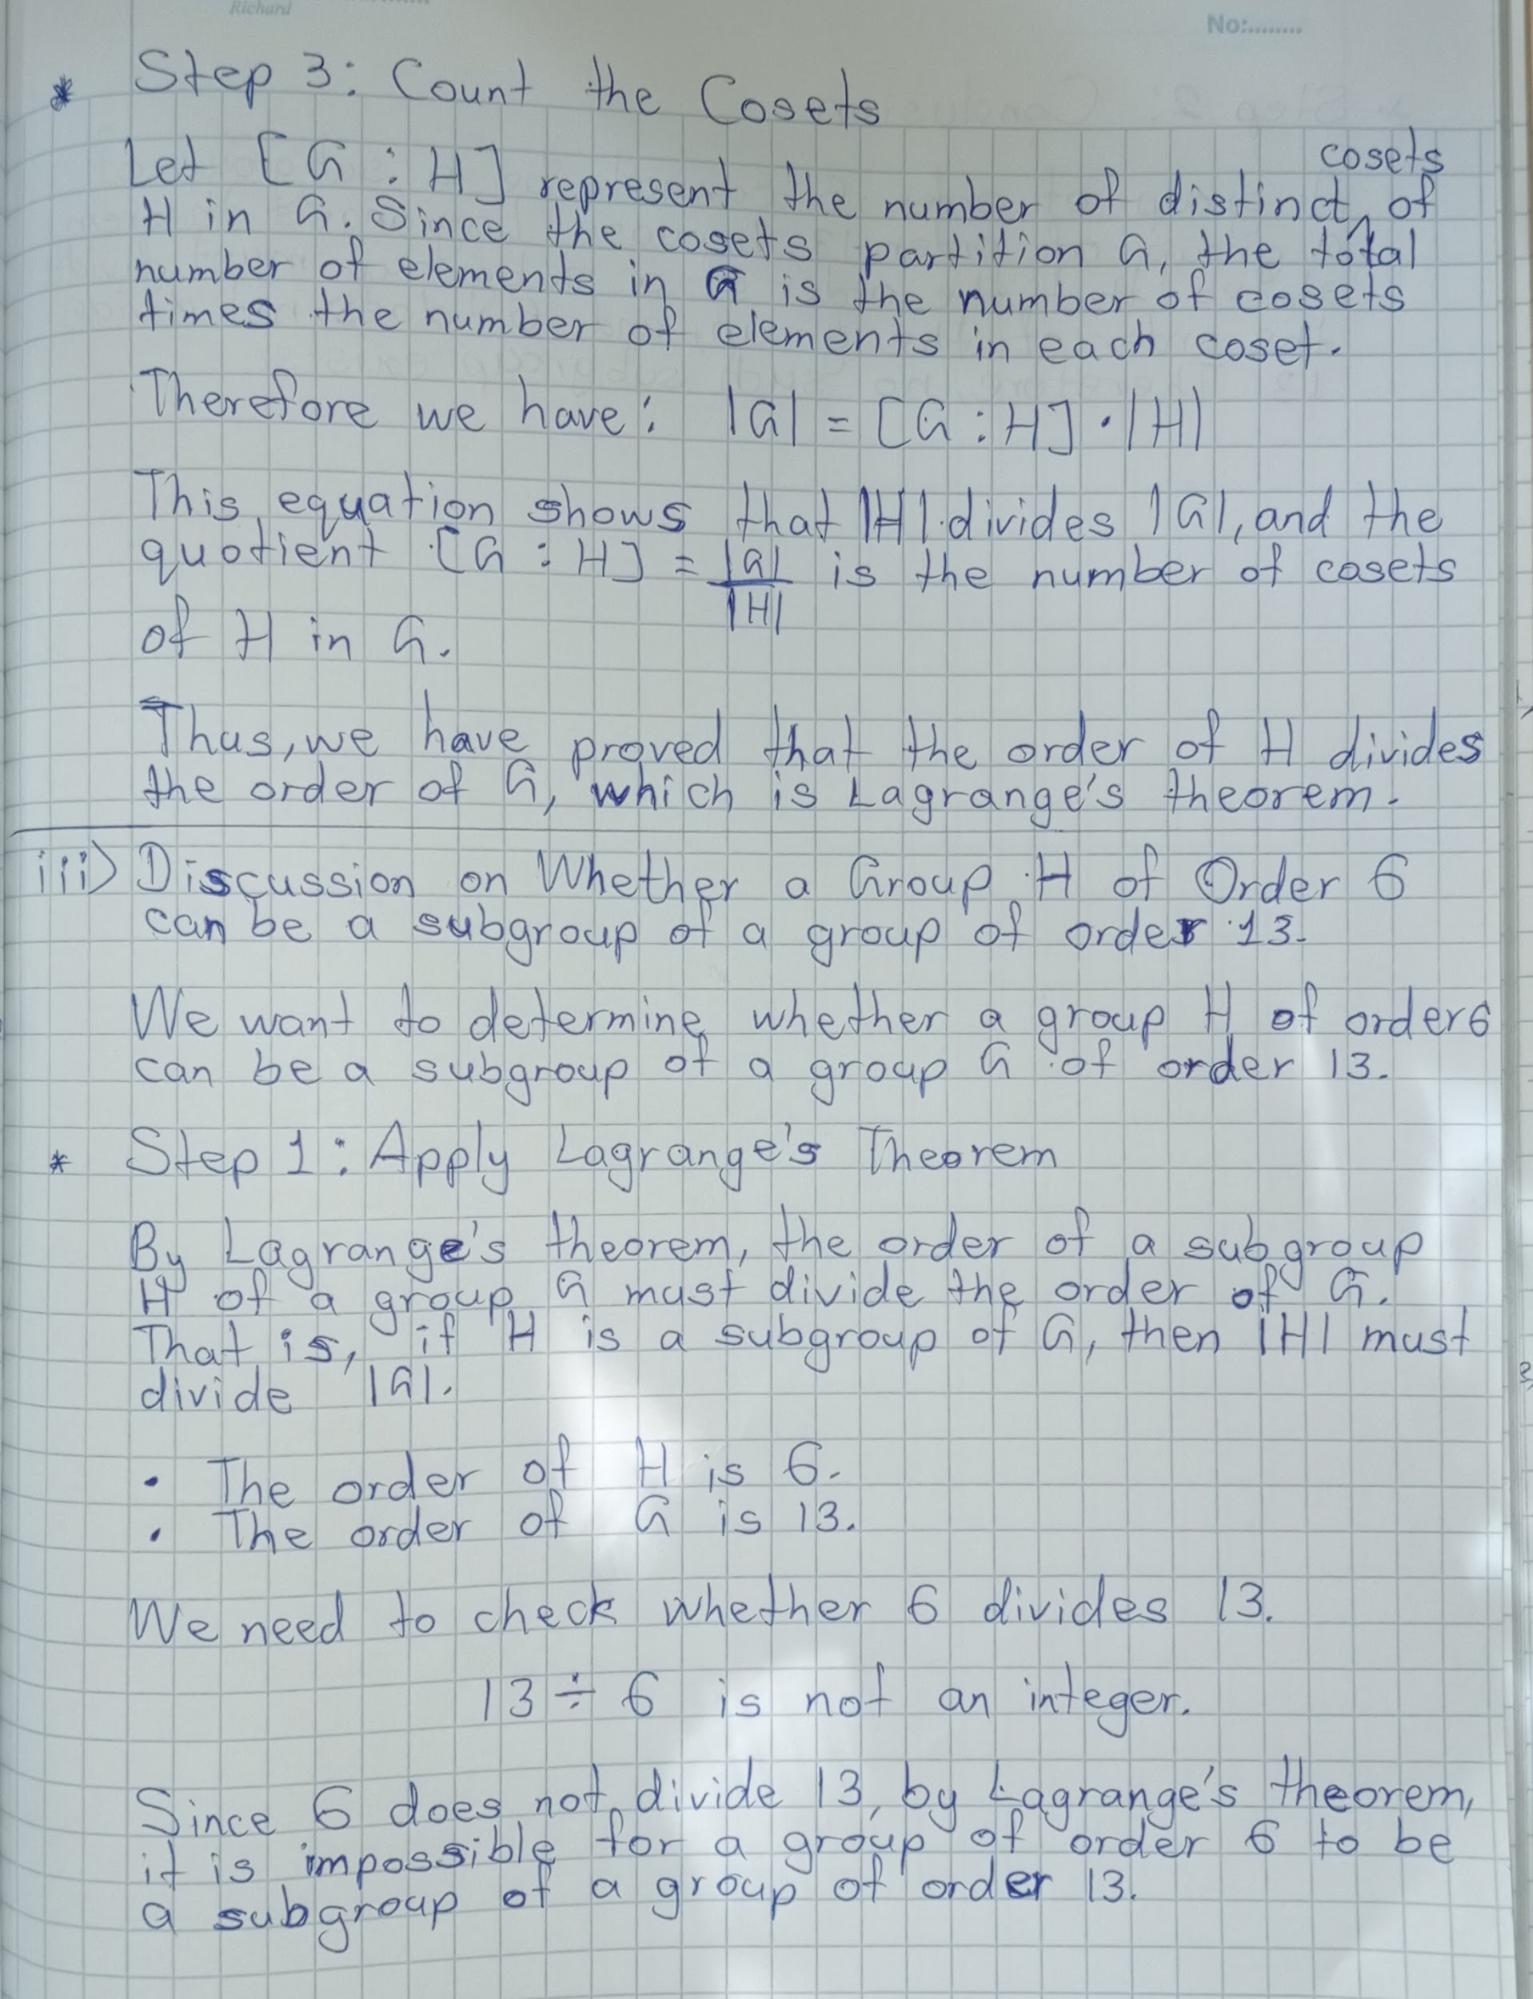 Richard
No:........
* Step 3: Count the Cosets
Let [G : H] represent the number of distinct cosets of
H in G. Since the cosets partition G, the total
number of elements in G is the number of cosets
times the number of elements in each coset.
Therefore we have: |G| = [G : H] · |H|
This equation shows that |H| divides |G|, and the
quotient [G : H] = |G|/|H| is the number of cosets
of H in G.
Thus, we have proved that the order of H divides
the order of G, which is Lagrange's theorem.
iii) Discussion on Whether a Group H of Order 6
can be a subgroup of a group of order 13.
We want to determine whether a group H of order 6
can be a subgroup of a group G of order 13.
* Step 1: Apply Lagrange's Theorem
By Lagrange's theorem, the order of a subgroup
H of a group G must divide the order of G.
That is, if H is a subgroup of G, then |H| must
divide |G|.
• The order of H is 6.
• The order of G is 13.
We need to check whether 6 divides 13.
13 ÷ 6 is not an integer.
Since 6 does not divide 13, by Lagrange's theorem,
it is impossible for a group of order 6 to be
a subgroup of a group of order 13.